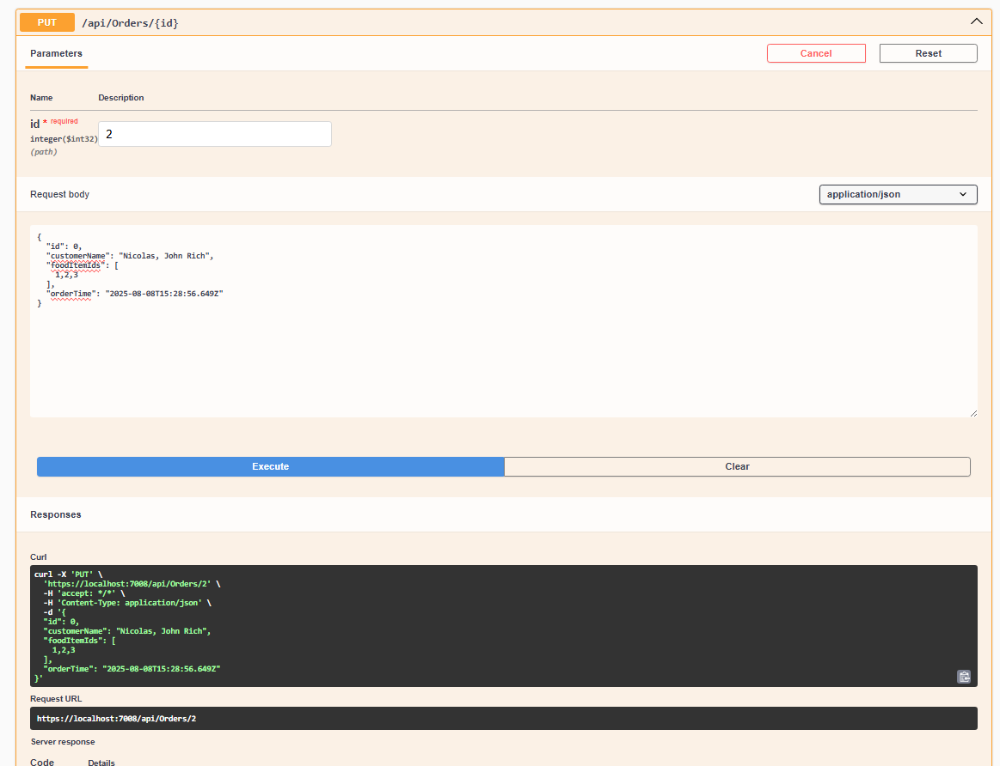 PUT /api/Orders/{id}
Parameters Cancel Reset
Name Description
id * required
integer($int32)
(path)
2
Request body application/json
{
  "id": 0,
  "customerName": "Nicolas, John Rich",
  "foodItemIds": [
    1,2,3
  ],
  "orderTime": "2025-08-08T15:28:56.649Z"
}
Execute Clear
Responses
Curl
curl -X 'PUT' \
  'https://localhost:7008/api/Orders/2' \
  -H 'accept: */*' \
  -H 'Content-Type: application/json' \
  -d '{
  "id": 0,
  "customerName": "Nicolas, John Rich",
  "foodItemIds": [
    1,2,3
  ],
  "orderTime": "2025-08-08T15:28:56.649Z"
}'
Request URL
https://localhost:7008/api/Orders/2
Server response
Code Details